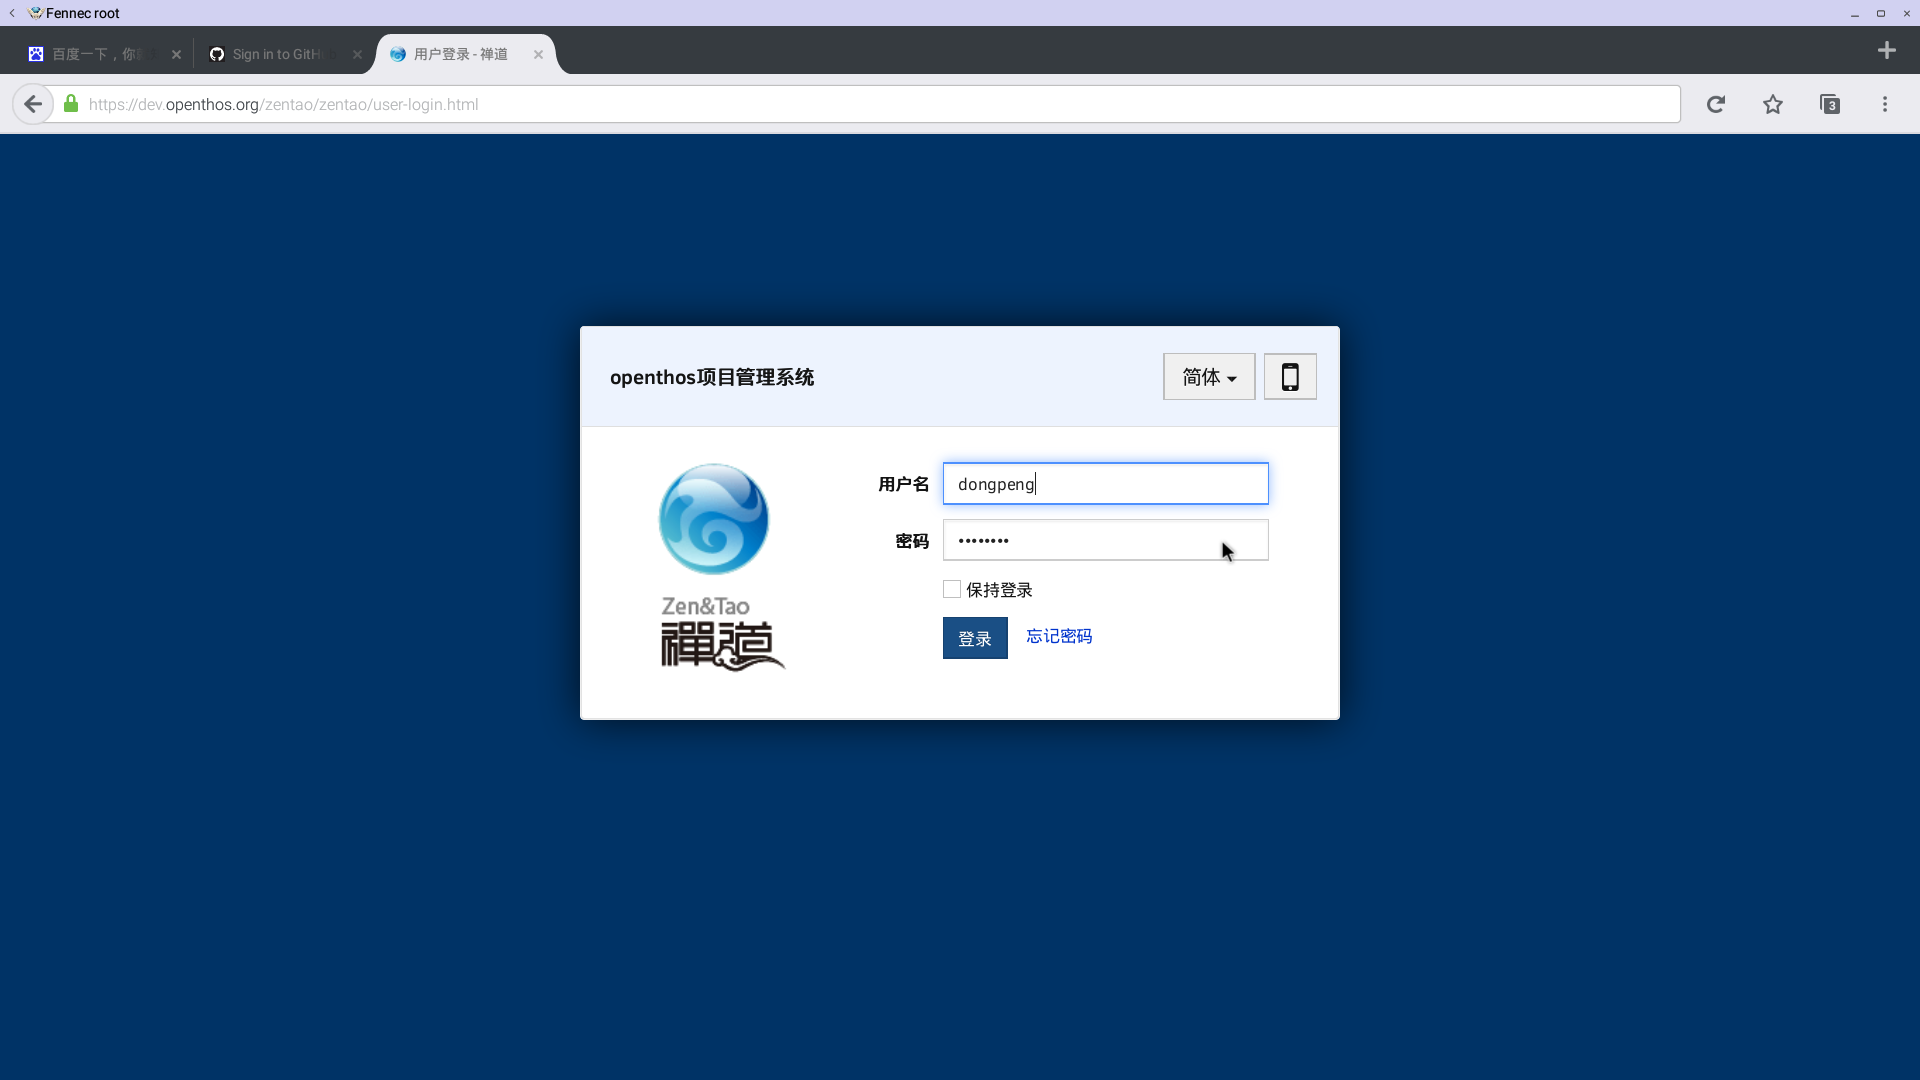 Fennec root
百度一下，你
Sign in to GitH
用户登录 - 禅道
https://dev.openthos.org/zentao/zentao/user-login.html
3
openthos项目管理系统
简体
用户名 dongpeng
密码 ••••••••
保持登录
登录 忘记密码
Zen&Tao
禪道